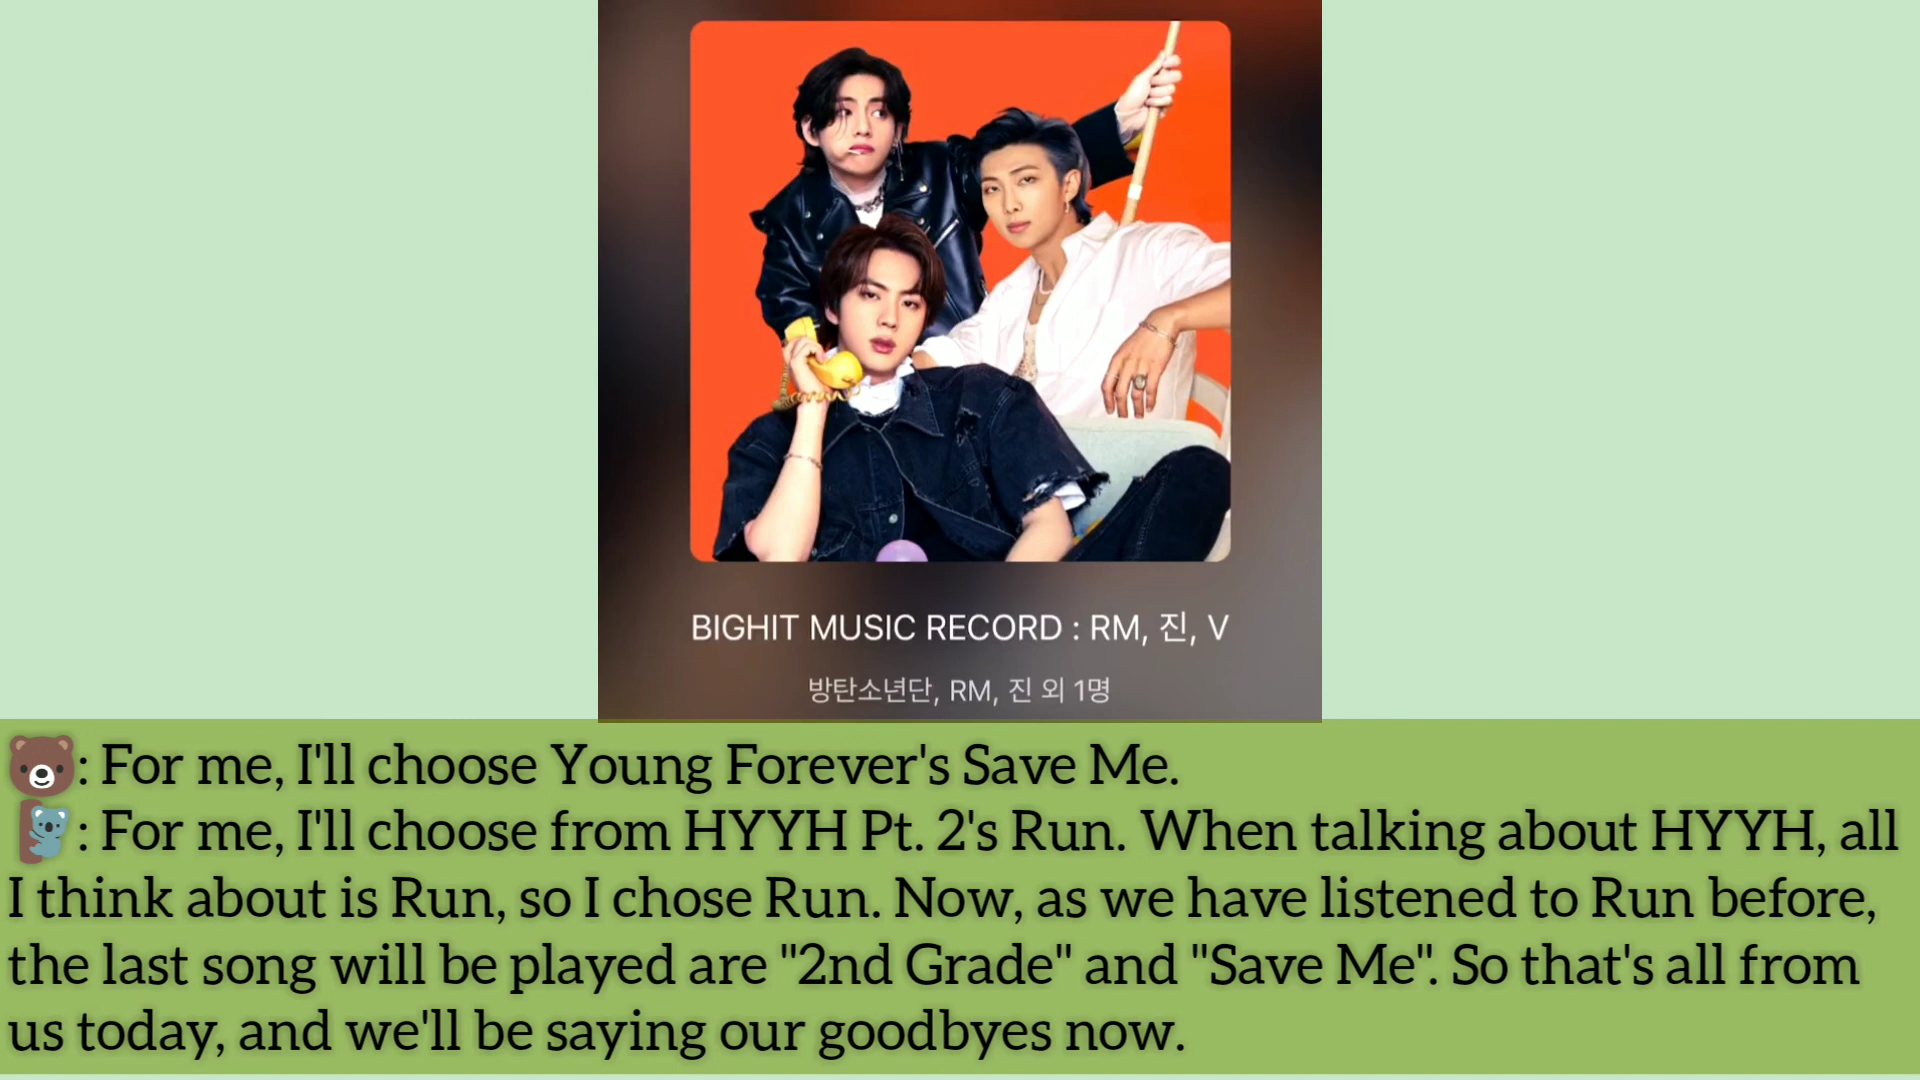 BIGHIT MUSIC RECORD : RM, 진, V
방탄소년단, RM, 진 외 1명
🐻: For me, I'll choose Young Forever's Save Me.
🐨: For me, I'll choose from HYYH Pt. 2's Run. When talking about HYYH, all
I think about is Run, so I chose Run. Now, as we have listened to Run before,
the last song will be played are "2nd Grade" and "Save Me". So that's all from
us today, and we'll be saying our goodbyes now.